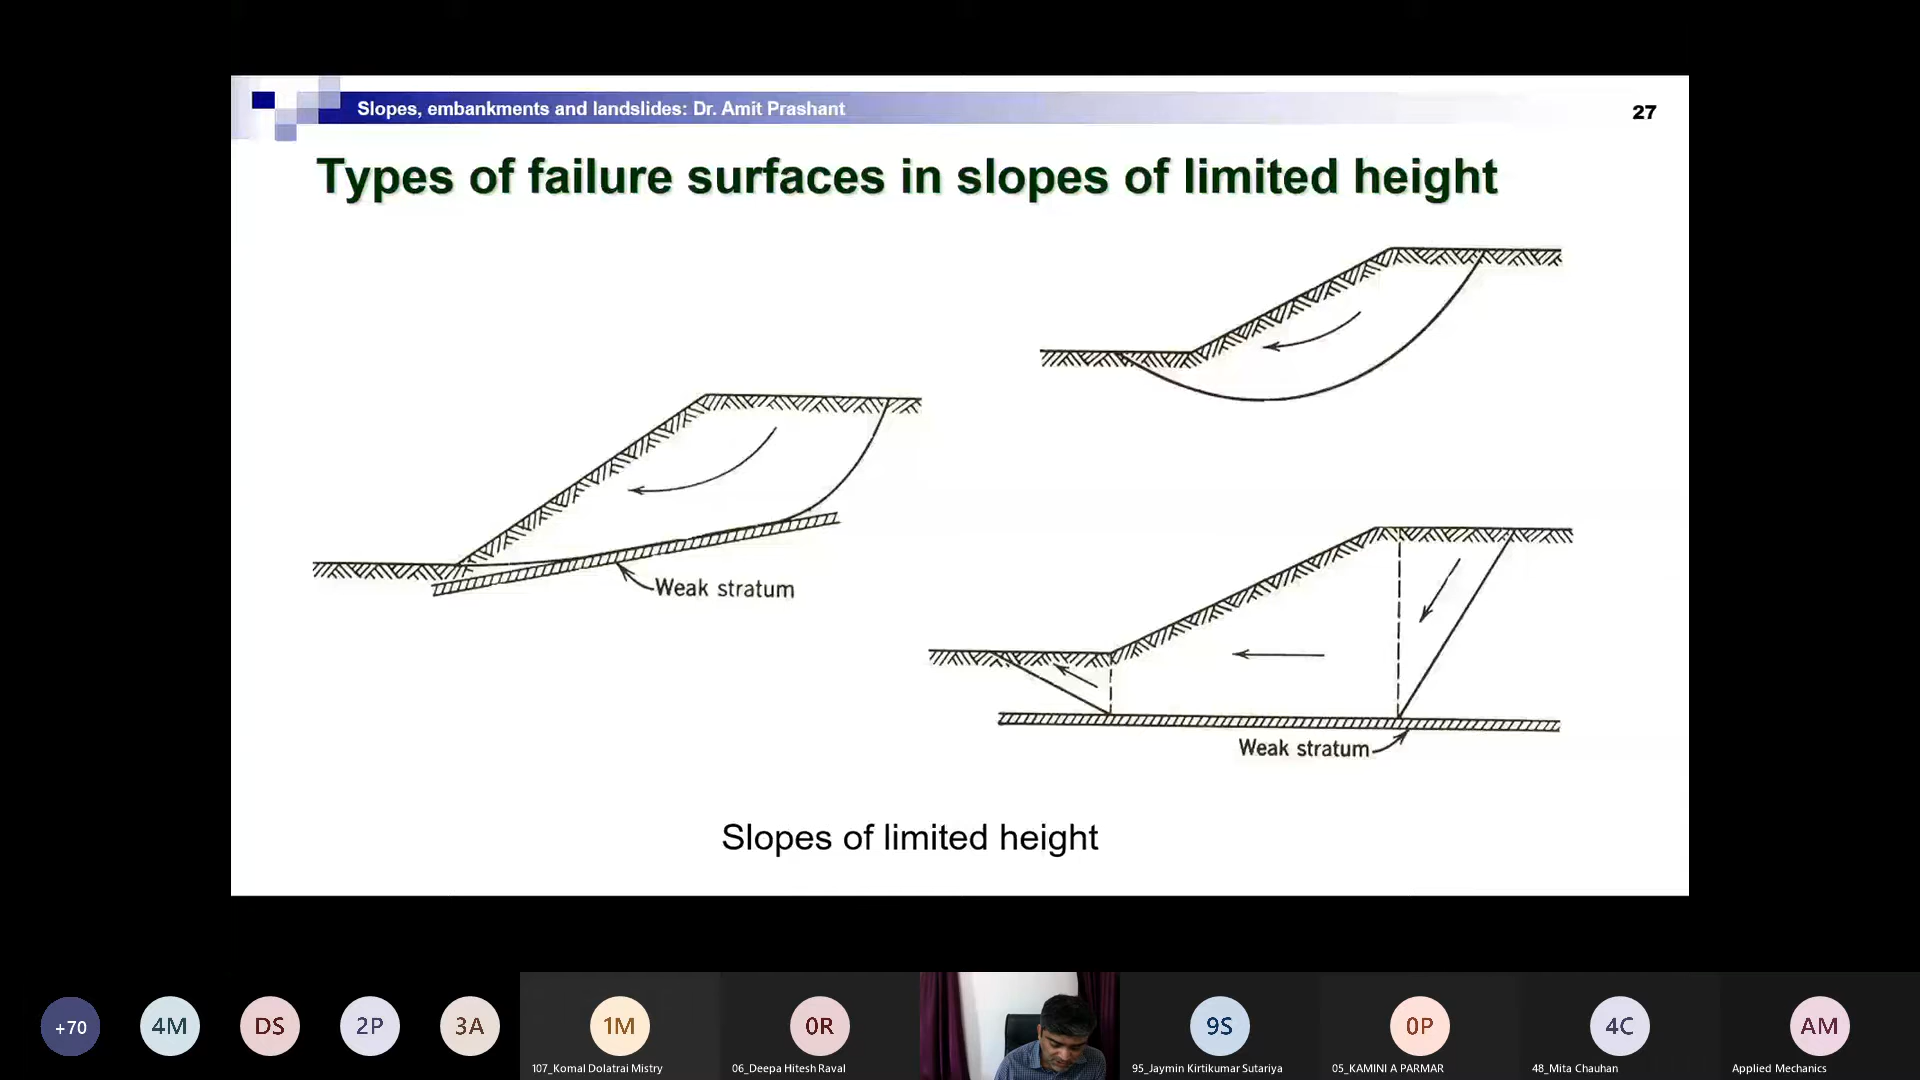 Slopes, embankments and landslides: Dr. Amit Prashant
27
Types of failure surfaces in slopes of limited height
Weak stratum
Weak stratum
Slopes of limited height
+70
4M
DS
2P
3A
1M
0R
9S
0P
4C
AM
107_Komal Dolatrai Mistry
06_Deepa Hitesh Raval
95_Jaymin Kirtikumar Sutariya
05_KAMINI A PARMAR
48_Mita Chauhan
Applied Mechanics